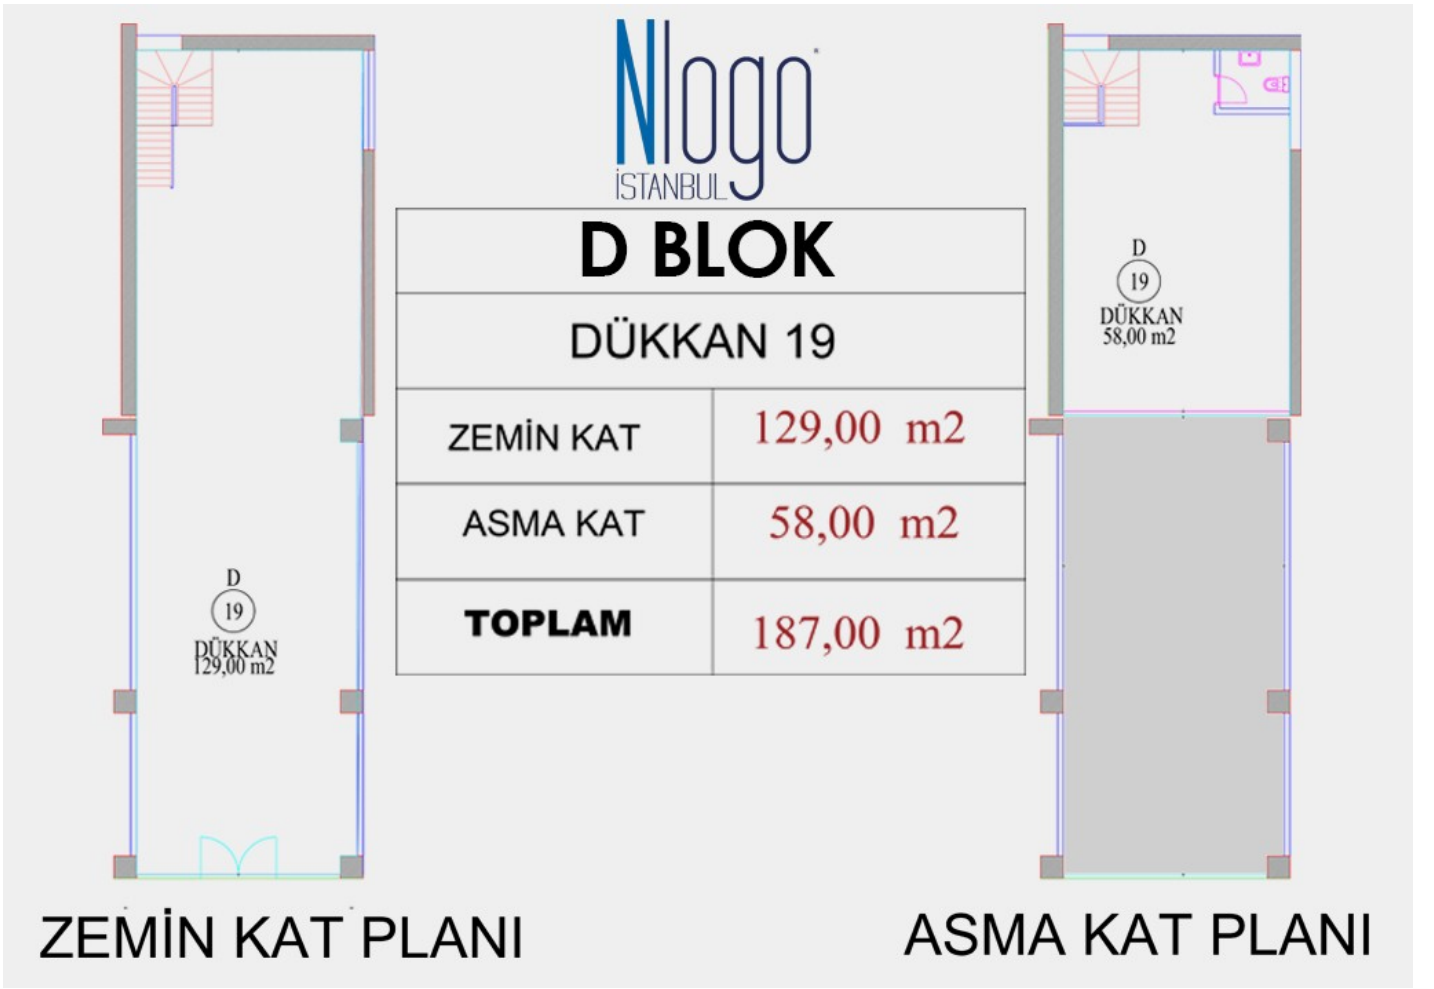 Nlogo
İSTANBUL
D BLOK
DÜKKAN 19
ZEMİN KAT 129,00 m2
ASMA KAT 58,00 m2
TOPLAM 187,00 m2
D
19
DÜKKAN
129,00 m2
ZEMİN KAT PLANI
D
19
DÜKKAN
58,00 m2
ASMA KAT PLANI